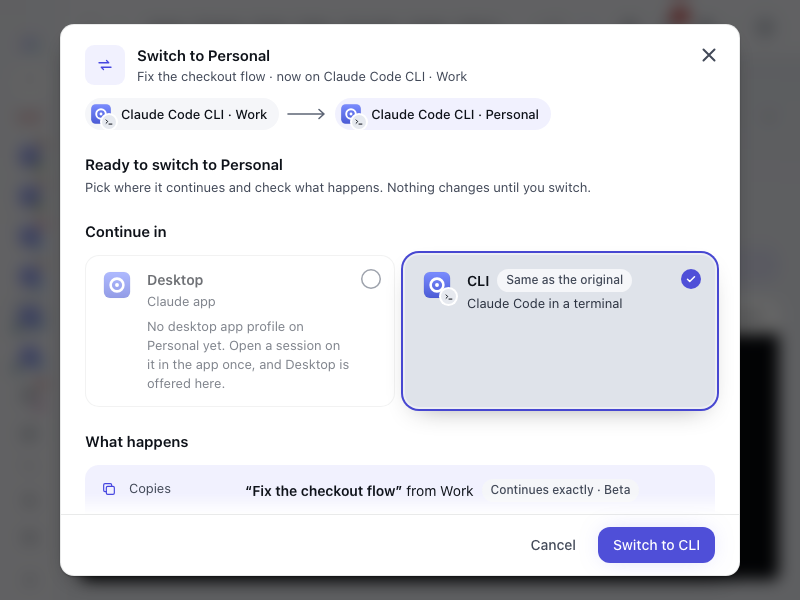 Switch to Personal
Fix the checkout flow · now on Claude Code CLI · Work
Claude Code CLI · Work
Claude Code CLI · Personal
Ready to switch to Personal
Pick where it continues and check what happens. Nothing changes until you switch.
Continue in
Desktop
Claude app
No desktop app profile on
Personal yet. Open a session on
it in the app once, and Desktop is
offered here.
CLI Same as the original
Claude Code in a terminal
What happens
Copies “Fix the checkout flow” from Work Continues exactly · Beta
Cancel Switch to CLI